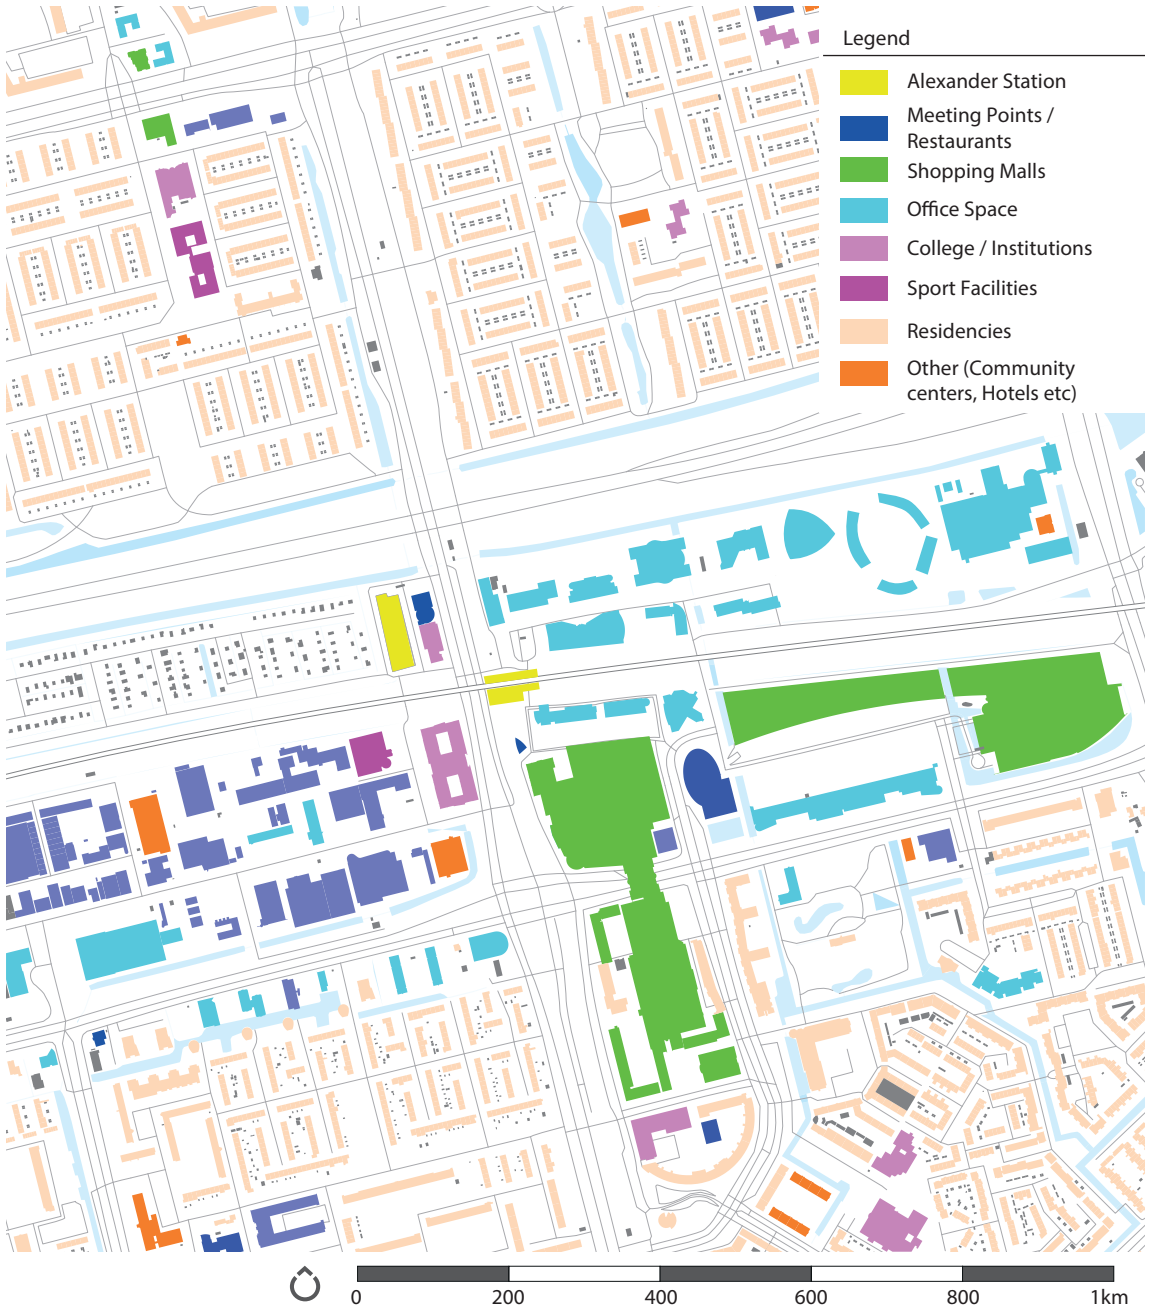 Legend
Alexander Station
Meeting Points /
Restaurants
Shopping Malls
Office Space
College / Institutions
Sport Facilities
Residencies
Other (Community
centers, Hotels etc)
0 200 400 600 800 1km